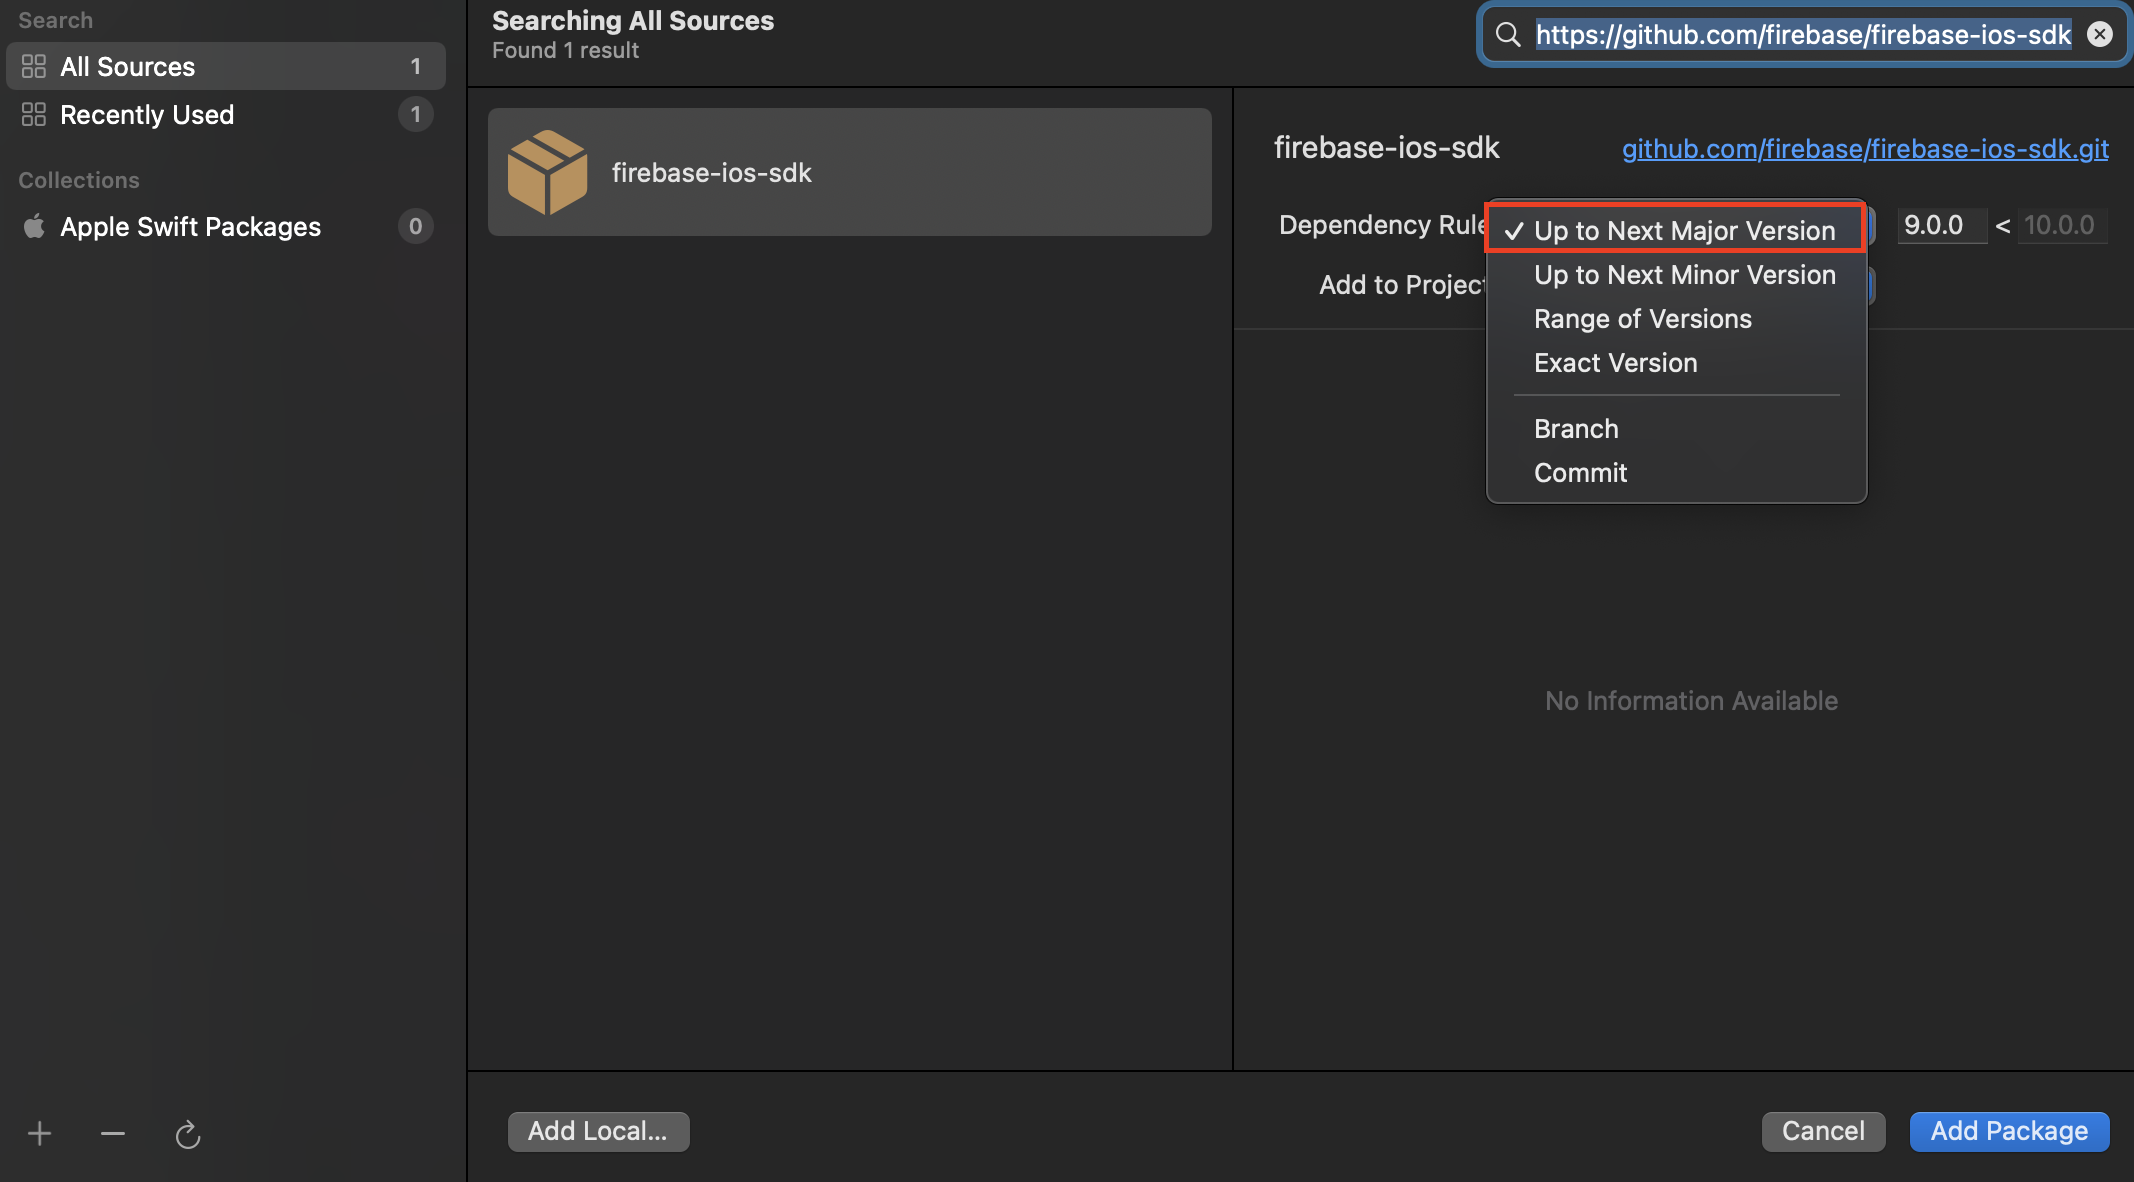 Search
All Sources 1
Recently Used 1
Collections
Apple Swift Packages 0
Searching All Sources
Found 1 result
https://github.com/firebase/firebase-ios-sdk
firebase-ios-sdk
firebase-ios-sdk github.com/firebase/firebase-ios-sdk.git
Dependency Rule
✓ Up to Next Major Version
9.0.0 < 10.0.0
Up to Next Minor Version
Add to Project
Range of Versions
Exact Version
Branch
Commit
No Information Available
Add Local...
Cancel
Add Package